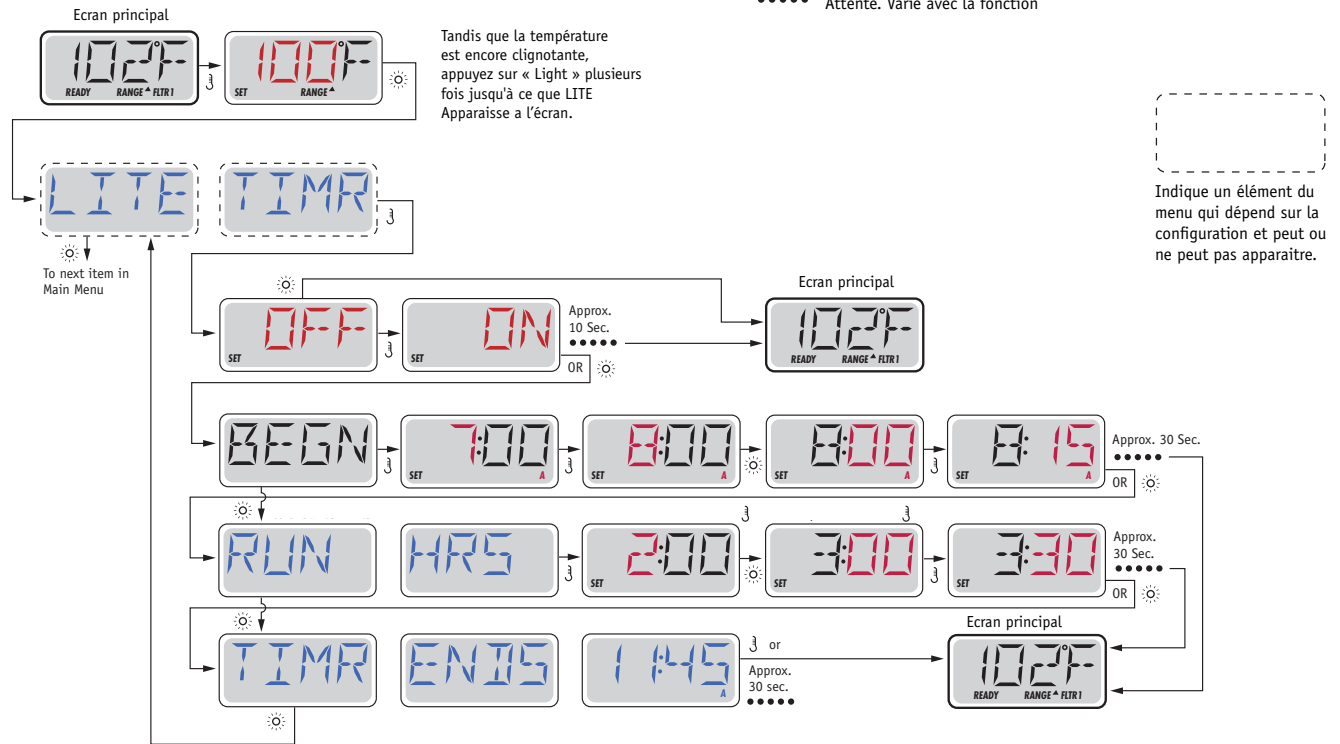 Attente. Varie avec la fonction
Ecran principal
102°F
READY RANGE FLTR1
100°F
SET RANGE
Tandis que la température
est encore clignotante,
appuyez sur « Light » plusieurs
fois jusqu'à ce que LITE
Apparaisse a l'écran.
Indique un élément du
menu qui dépend sur la
configuration et peut ou
ne peut pas apparaitre.
LITE
TIMR
To next item in
Main Menu
OFF
SET
ON
SET
Approx.
10 Sec.
OR
Ecran principal
102°F
READY RANGE FLTR1
BEGN
7:00
SET A
8:00
SET A
8:00
SET A
8:15
SET A
Approx. 30 Sec.
OR
RUN
HRS
2:00
SET
3:00
SET
3:30
SET
Approx.
30 Sec.
OR
TIMR
ENDS
11:45
A
or
Approx.
30 sec.
Ecran principal
102°F
READY RANGE FLTR1